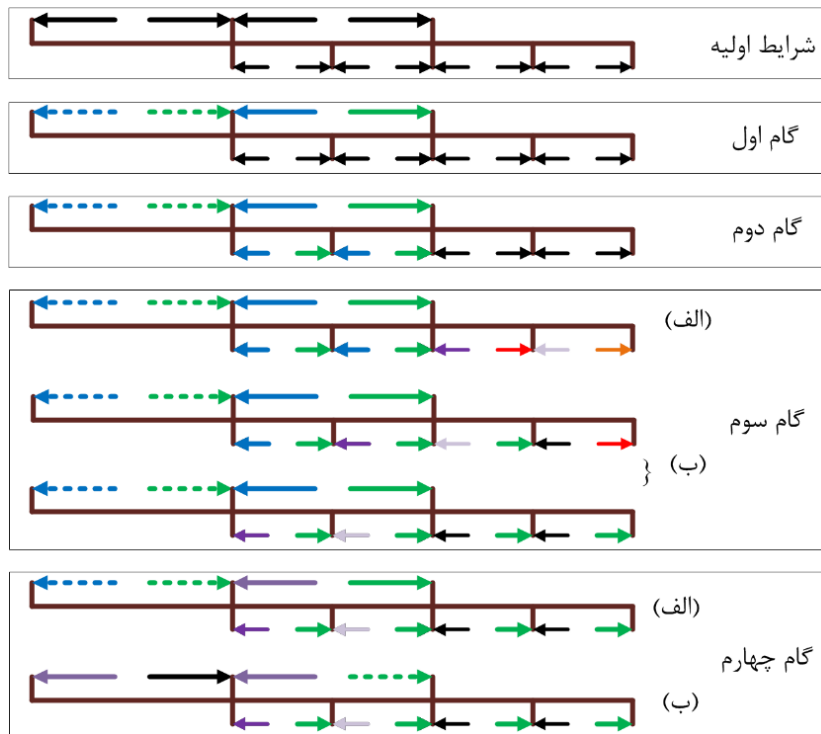 شرایط اولیه
گام اول
گام دوم
(الف)
گام سوم
(ب)
(الف)
گام چهارم
(ب)